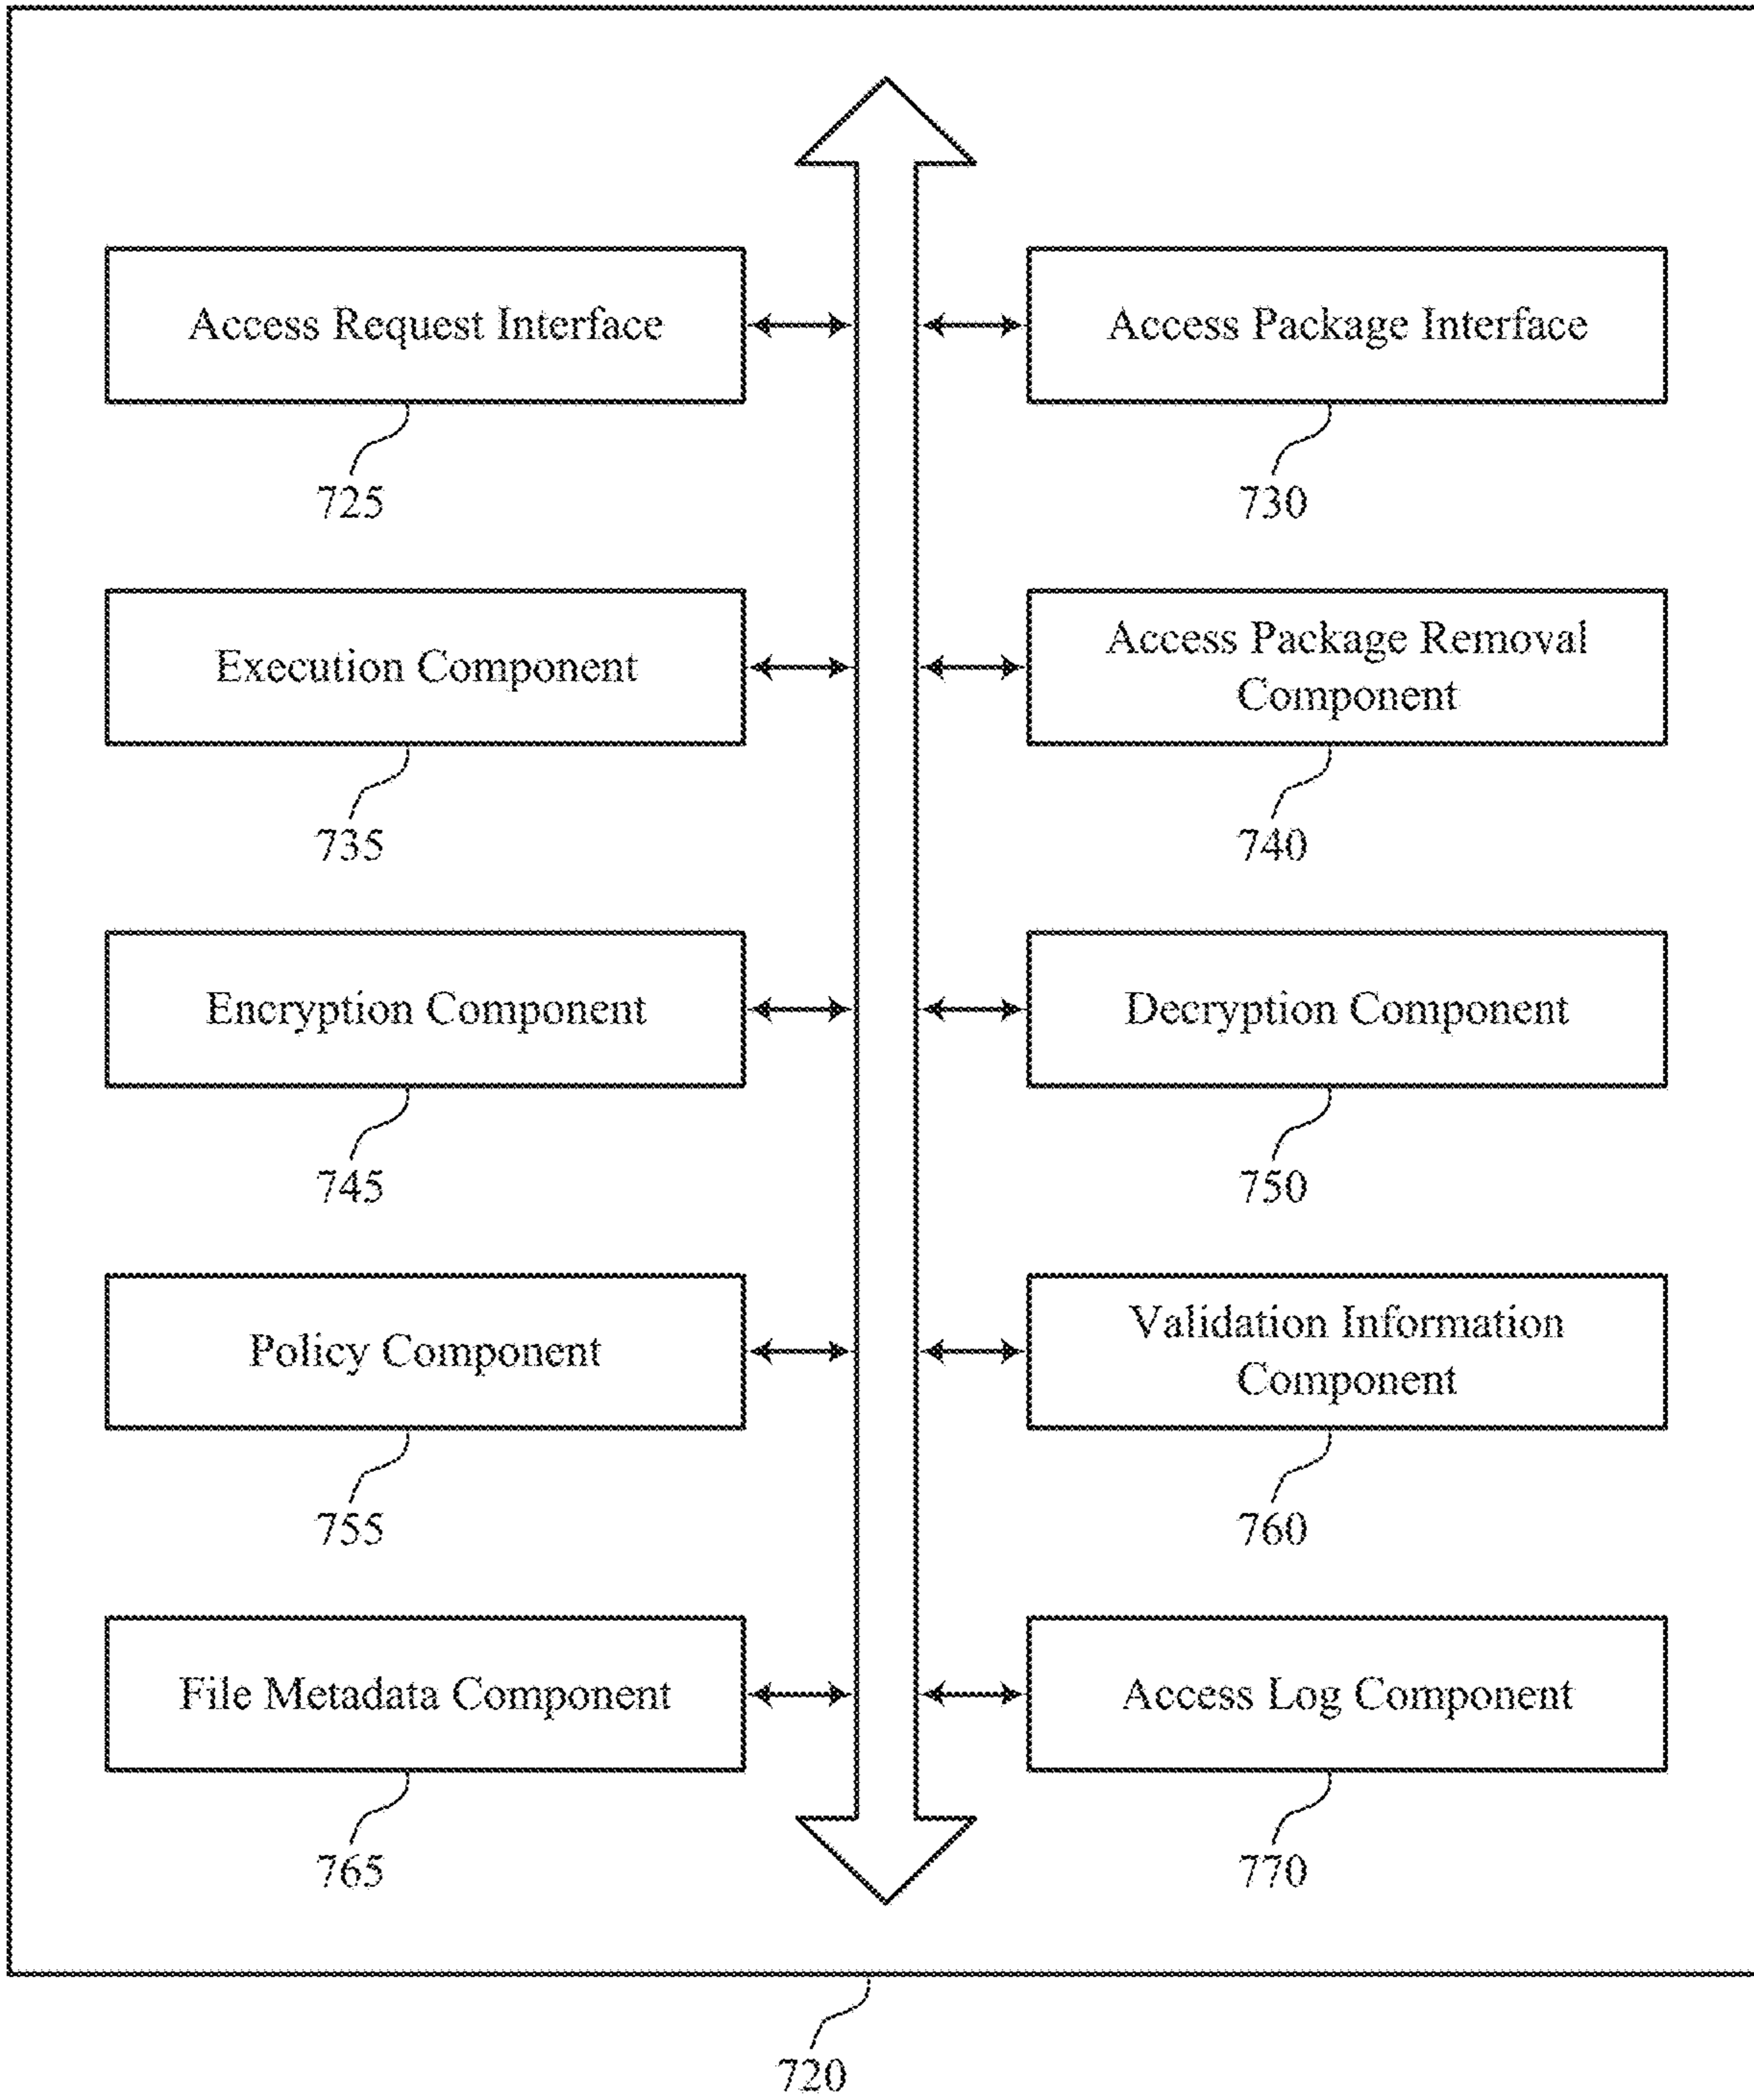 Access Request Interface
Access Package Interface
725
730
Execution Component
Access Package Removal
Component
735
740
Encryption Component
Decryption Component
745
750
Policy Component
Validation Information
Component
755
760
File Metadata Component
Access Log Component
765
770
720